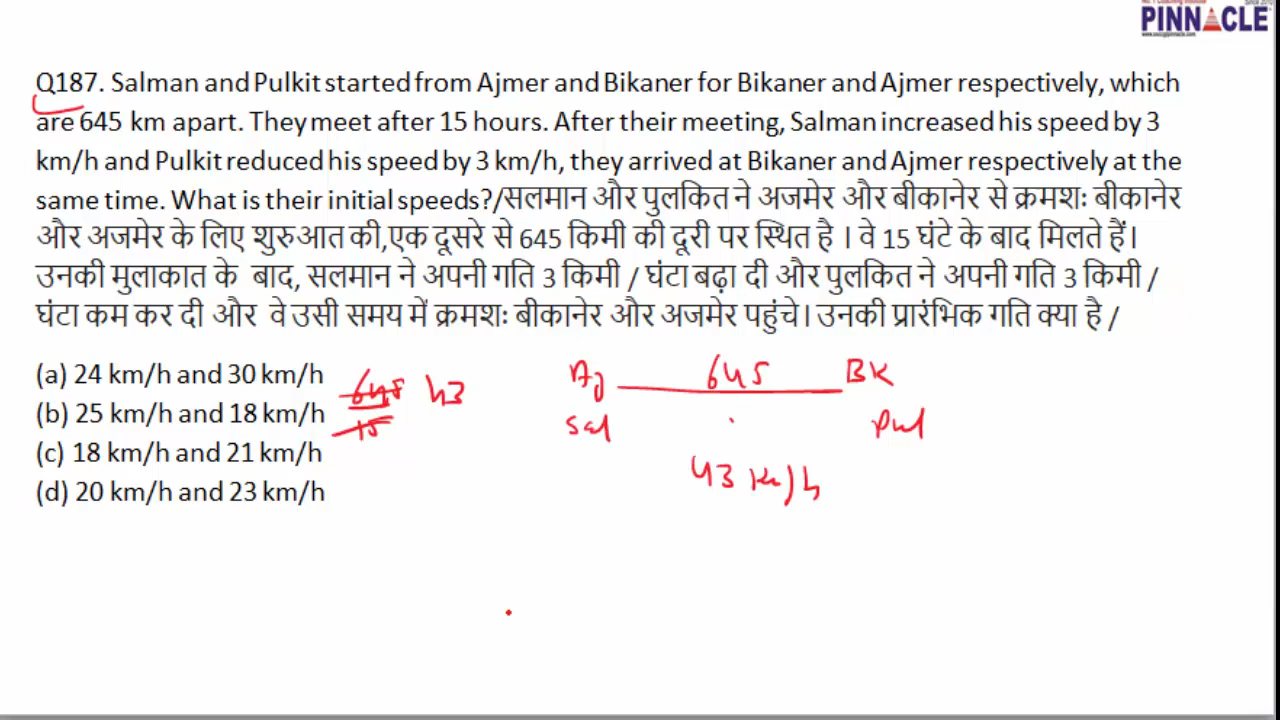 Since 2010
PINNACLE
Q187. Salman and Pulkit started from Ajmer and Bikaner for Bikaner and Ajmer respectively, which
are 645 km apart. They meet after 15 hours. After their meeting, Salman increased his speed by 3
km/h and Pulkit reduced his speed by 3 km/h, they arrived at Bikaner and Ajmer respectively at the
same time. What is their initial speeds?/सलमान और पुलकित ने अजमेर और बीकानेर से क्रमशः बीकानेर
और अजमेर के लिए शुरुआत की,एक दूसरे से 645 किमी की दूरी पर स्थित है । वे 15 घंटे के बाद मिलते हैं।
उनकी मुलाकात के बाद, सलमान ने अपनी गति 3 किमी / घंटा बढ़ा दी और पुलकित ने अपनी गति 3 किमी /
घंटा कम कर दी और वे उसी समय में क्रमशः बीकानेर और अजमेर पहुंचे। उनकी प्रारंभिक गति क्या है /
(a) 24 km/h and 30 km/h
(b) 25 km/h and 18 km/h
(c) 18 km/h and 21 km/h
(d) 20 km/h and 23 km/h
645
15
43
Aj 645 BK
Sal Pul
43 Km/h